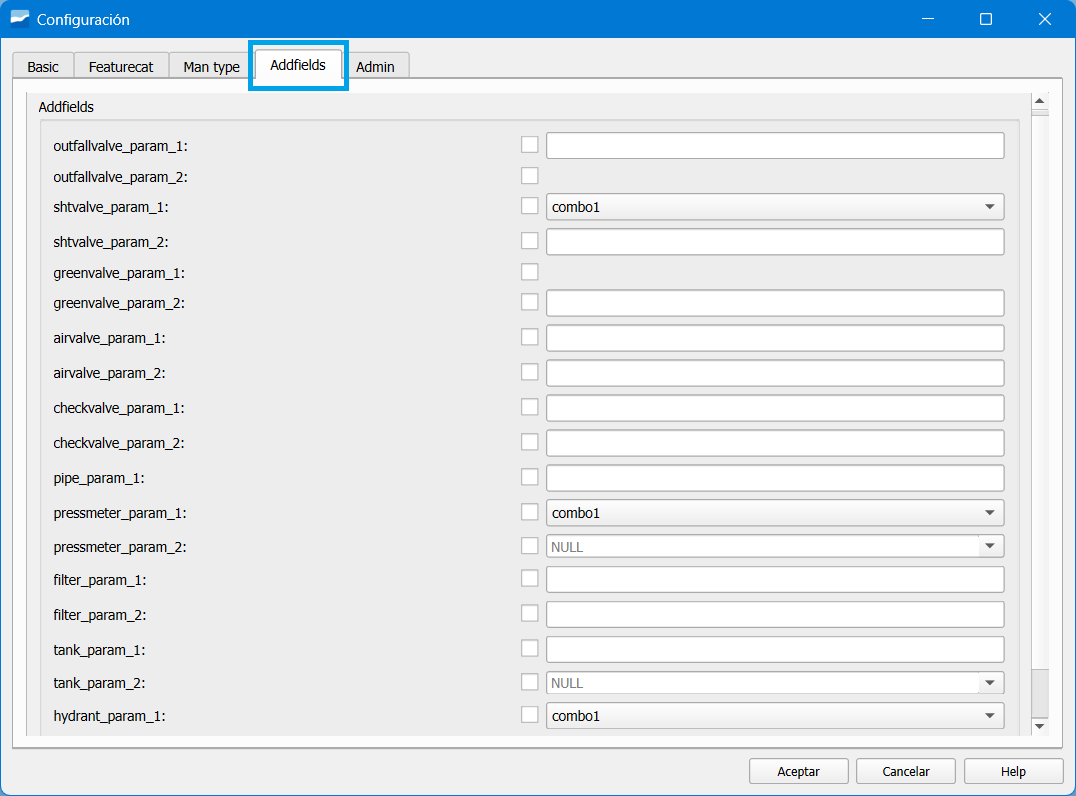 Configuración
Basic Featurecat Man type Addfields Admin
Addfields
outfallvalve_param_1:
outfallvalve_param_2:
shtvalve_param_1: combo1
shtvalve_param_2:
greenvalve_param_1:
greenvalve_param_2:
airvalve_param_1:
airvalve_param_2:
checkvalve_param_1:
checkvalve_param_2:
pipe_param_1:
pressmeter_param_1: combo1
pressmeter_param_2: NULL
filter_param_1:
filter_param_2:
tank_param_1:
tank_param_2: NULL
hydrant_param_1: combo1
Aceptar Cancelar Help